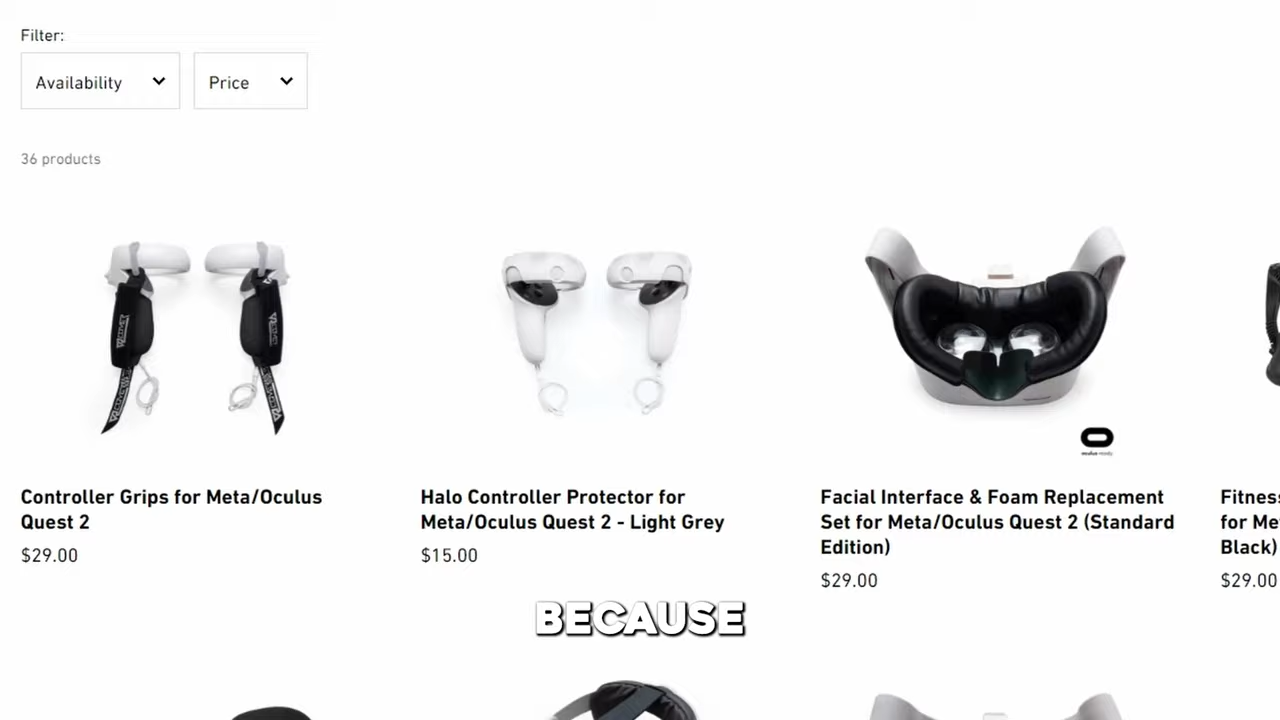 Filter:
Availability
Price
36 products
Controller Grips for Meta/Oculus
Quest 2
$29.00
Halo Controller Protector for
Meta/Oculus Quest 2 - Light Grey
$15.00
Facial Interface & Foam Replacement
Set for Meta/Oculus Quest 2 (Standard
Edition)
$29.00
Fitness
for Me
Black)
$29.00
BECAUSE